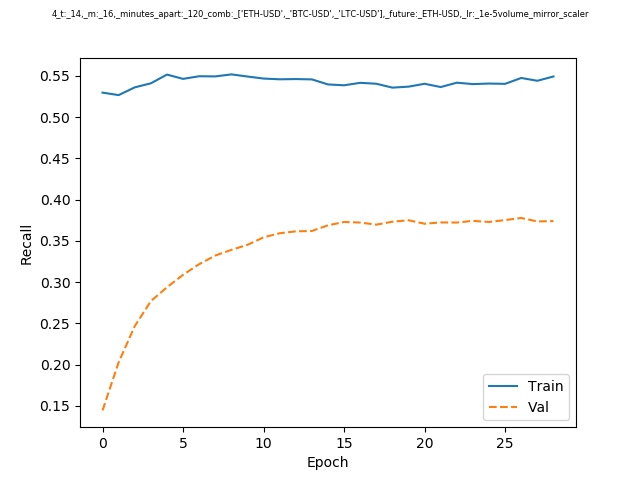 4_t:_14,_m:_16,_minutes_apart:_120_comb:_['ETH-USD',_'BTC-USD',_'LTC-USD'],_future:_ETH-USD,_lr:_1e-5volume_mirror_scaler
0.55
0.50
0.45
0.40
0.35
0.30
0.25
0.20
0.15
Recall
Train
Val
0 5 10 15 20 25
Epoch